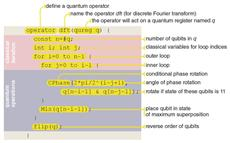 define a quantum operator
name the operator dft (for discrete Fourier transform)
the operator will act on a quantum register named q
operator dft(qureg q) {
const n=#q; number of qubits in q
int i; int j; classical variables for loop indices
for i=0 to n-1 { outer loop
for j=0 to i-1 { inner loop
classical
quantum
operations
conditional phase rotation
angle of phase rotation
CPhase(2*pi/2^(i-j+1),
q[n-i-1] & q[n-j-1]); rotate if state of these qubits is 11
}
Mix(q[n-i-1]); place qubit in state
of maximum superposition
}
flip(q); reverse order of qubits
}